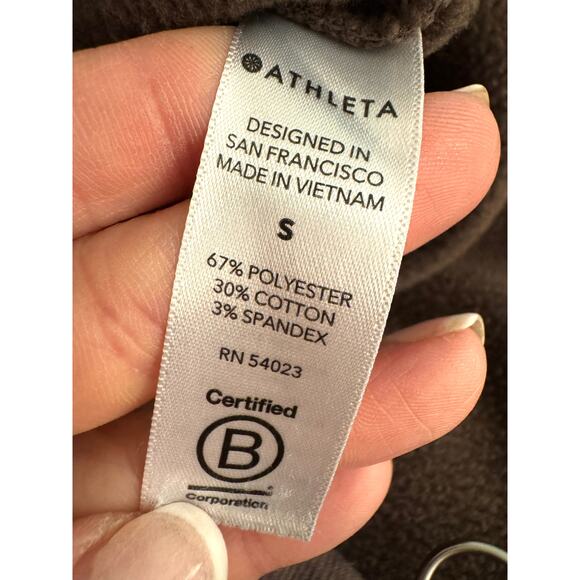 ATHLETA
DESIGNED IN
SAN FRANCISCO
MADE IN VIETNAM
S
67% POLYESTER
30% COTTON
3% SPANDEX
RN 54023
Certified
B
Corporation